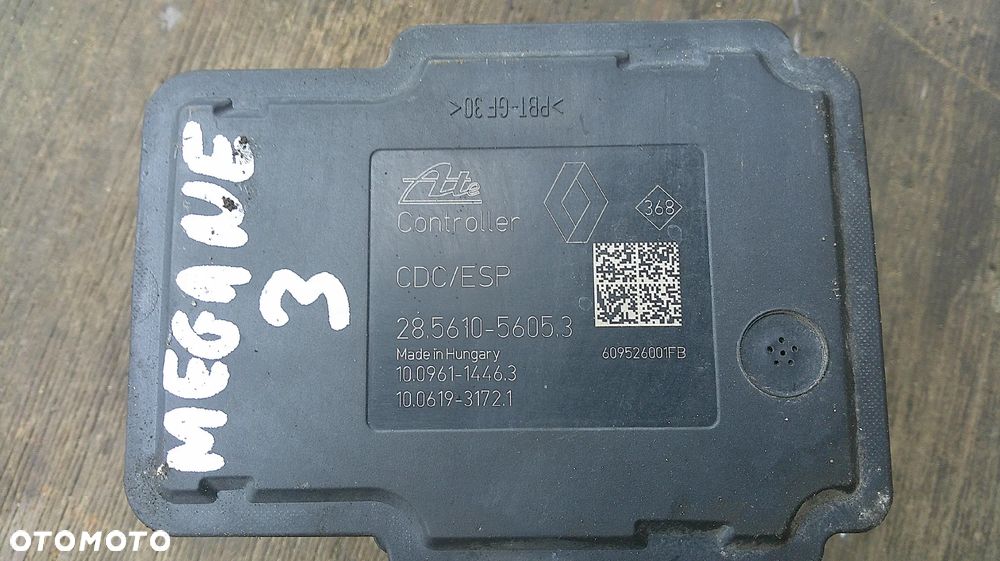 >PBT-GF30<
MEGANE
3
Ate
Controller
368
CDC/ESP
28.5610-5605.3
Made in Hungary
609526001FB
10.0961-1446.3
10.0619-3172.1
OTOMOTO